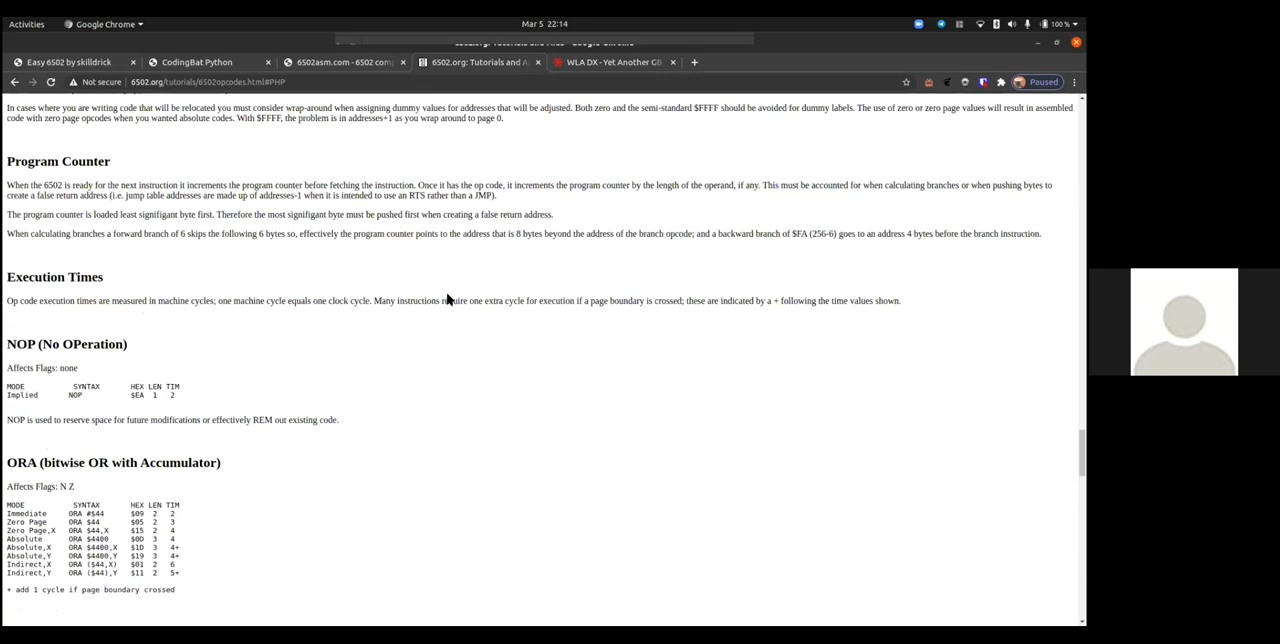 Activities Google Chrome Mar 5 22:14 100 %
Easy 6502 by skilldrick CodingBat Python 6502asm.com - 6502 comp 6502.org: Tutorials and A WLA DX - Yet Another GB
Not secure 6502.org/tutorials/6502opcodes.html#PHP Paused
In cases where you are writing code that will be relocated you must consider wrap-around when assigning dummy values for addresses that will be adjusted. Both zero and the semi-standard $FFFF should be avoided for dummy labels. The use of zero or zero page values will result in assembled
code with zero page opcodes when you wanted absolute codes. With $FFFF, the problem is in addresses+1 as you wrap around to page 0.
Program Counter
When the 6502 is ready for the next instruction it increments the program counter before fetching the instruction. Once it has the op code, it increments the program counter by the length of the operand, if any. This must be accounted for when calculating branches or when pushing bytes to
create a false return address (i.e. jump table addresses are made up of addresses-1 when it is intended to use an RTS rather than a JMP).
The program counter is loaded least signifigant byte first. Therefore the most signifigant byte must be pushed first when creating a false return address.
When calculating branches a forward branch of 6 skips the following 6 bytes so, effectively the program counter points to the address that is 8 bytes beyond the address of the branch opcode; and a backward branch of $FA (256-6) goes to an address 4 bytes before the branch instruction.
Execution Times
Op code execution times are measured in machine cycles; one machine cycle equals one clock cycle. Many instructions require one extra cycle for execution if a page boundary is crossed; these are indicated by a + following the time values shown.
NOP (No OPeration)
Affects Flags: none
MODE SYNTAX HEX LEN TIM
Implied NOP $EA 1 2
NOP is used to reserve space for future modifications or effectively REM out existing code.
ORA (bitwise OR with Accumulator)
Affects Flags: N Z
MODE SYNTAX HEX LEN TIM
Immediate ORA #$44 $09 2 2
Zero Page ORA $44 $05 2 3
Zero Page,X ORA $44,X $15 2 4
Absolute ORA $4400 $0D 3 4
Absolute,X ORA $4400,X $1D 3 4+
Absolute,Y ORA $4400,Y $19 3 4+
Indirect,X ORA ($44,X) $01 2 6
Indirect,Y ORA ($44),Y $11 2 5+
+ add 1 cycle if page boundary crossed